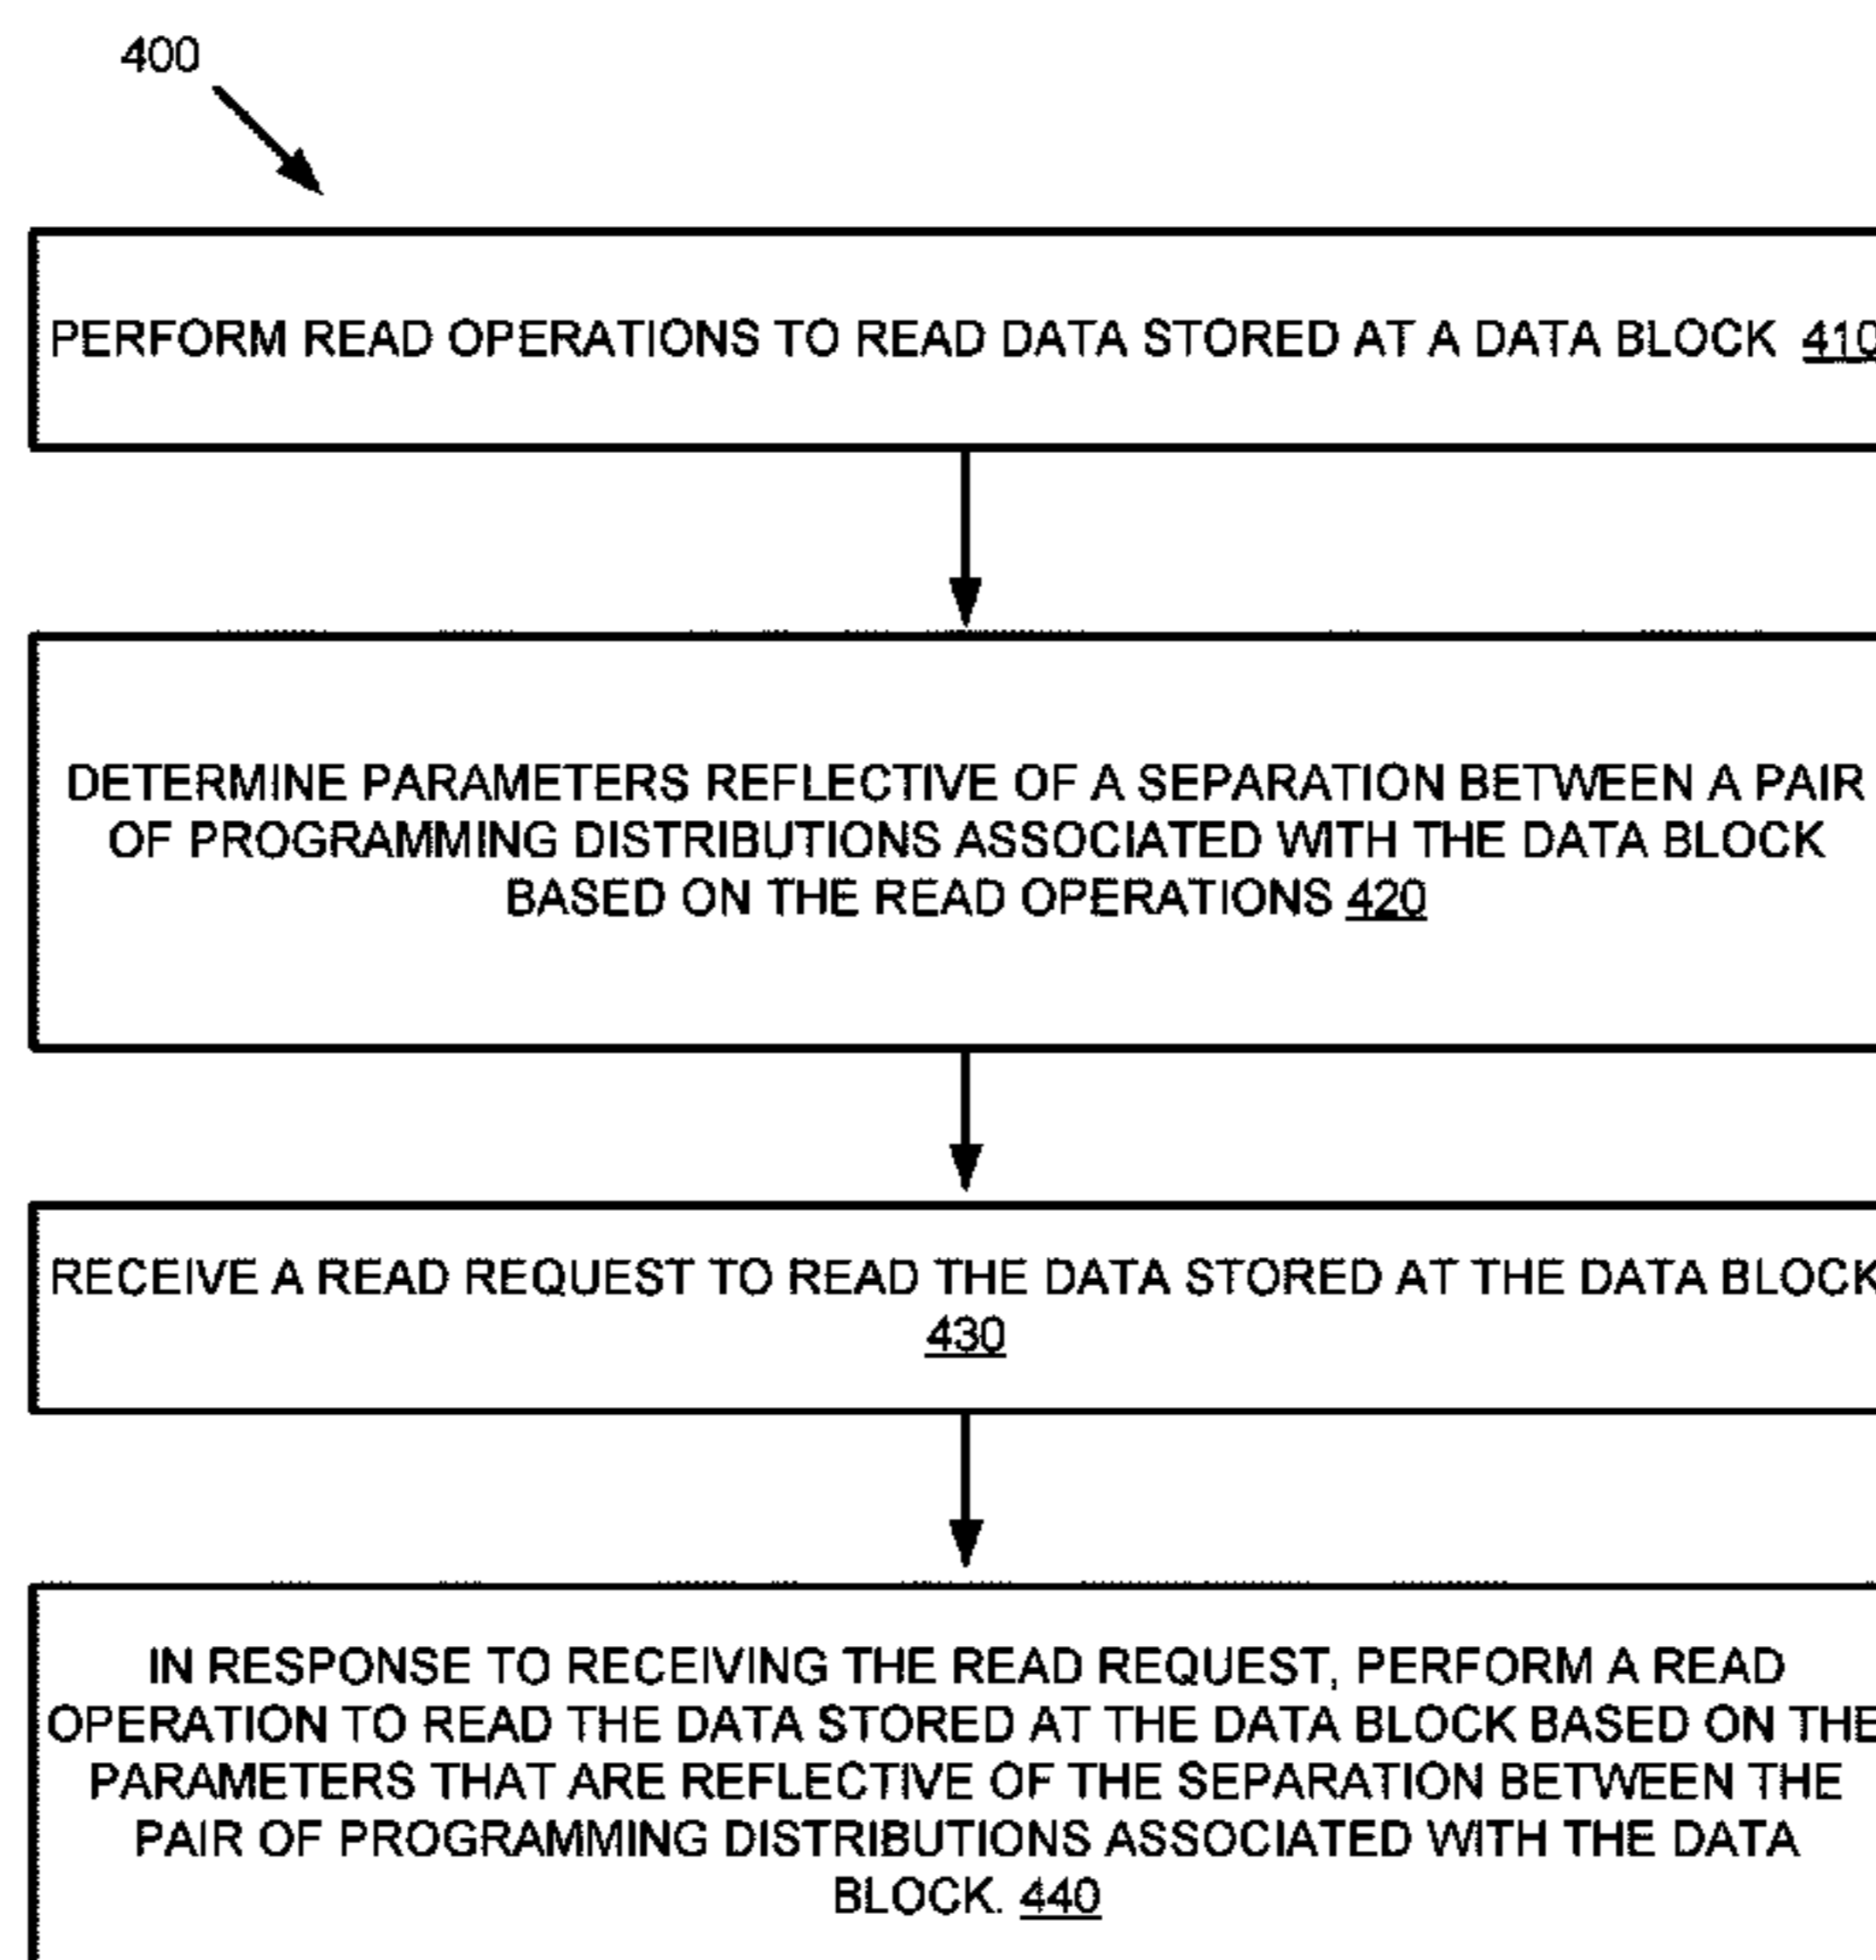 400
PERFORM READ OPERATIONS TO READ DATA STORED AT A DATA BLOCK 410
DETERMINE PARAMETERS REFLECTIVE OF A SEPARATION BETWEEN A PAIR
OF PROGRAMMING DISTRIBUTIONS ASSOCIATED WITH THE DATA BLOCK
BASED ON THE READ OPERATIONS 420
RECEIVE A READ REQUEST TO READ THE DATA STORED AT THE DATA BLOCK
430
IN RESPONSE TO RECEIVING THE READ REQUEST, PERFORM A READ
OPERATION TO READ THE DATA STORED AT THE DATA BLOCK BASED ON THE
PARAMETERS THAT ARE REFLECTIVE OF THE SEPARATION BETWEEN THE
PAIR OF PROGRAMMING DISTRIBUTIONS ASSOCIATED WITH THE DATA
BLOCK. 440